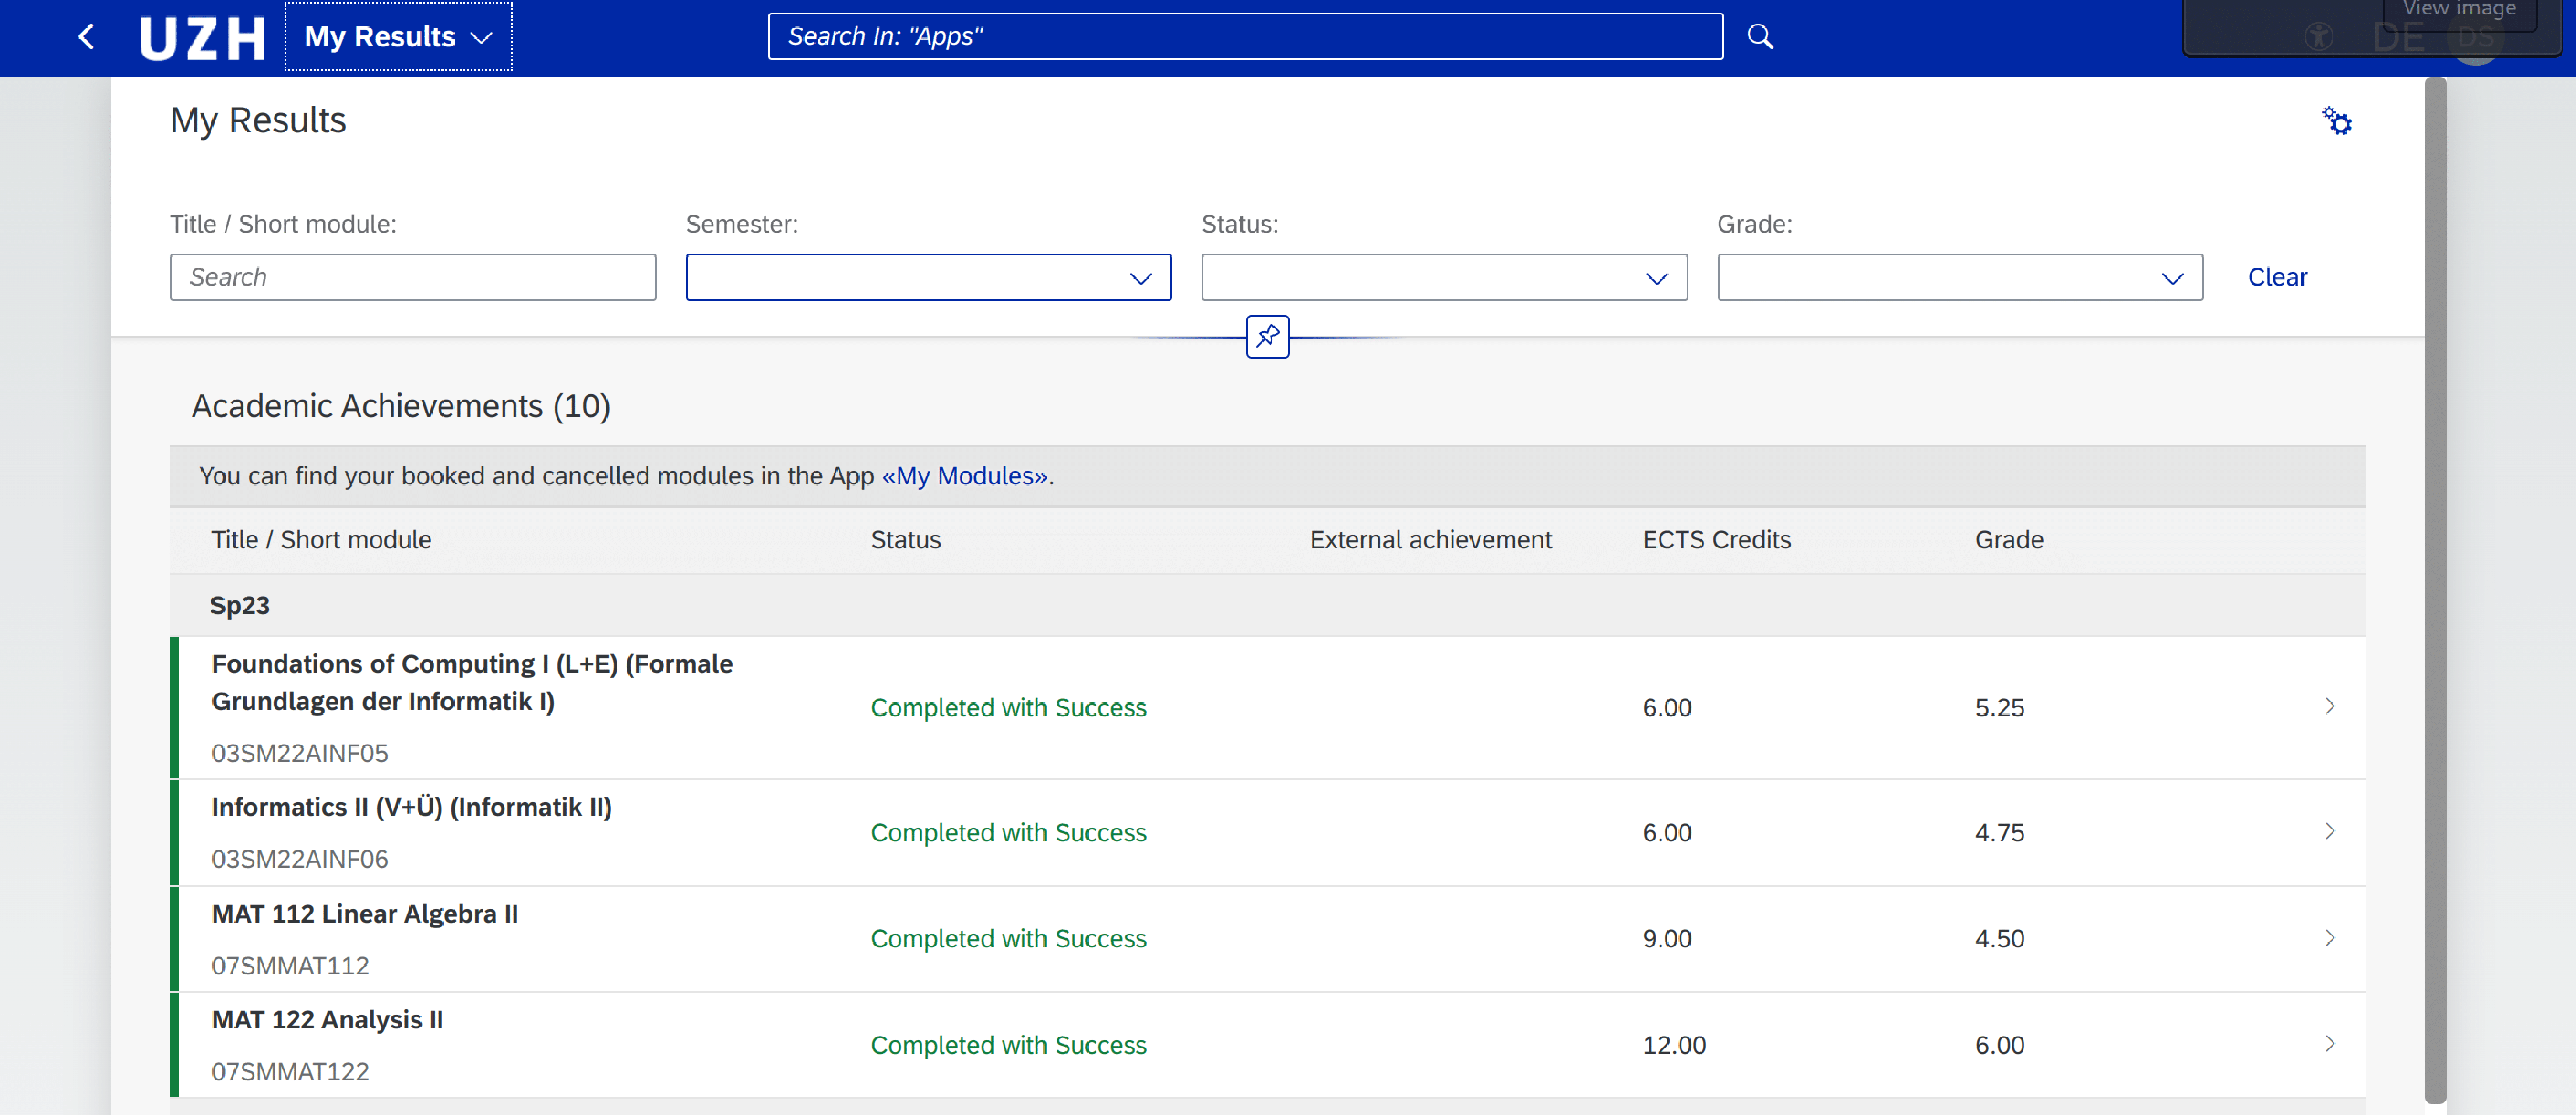 UZH My Results
Search In: "Apps"
View image
DE DS
My Results
Title / Short module: Semester: Status: Grade:
Search Clear
Academic Achievements (10)
You can find your booked and cancelled modules in the App «My Modules».
Title / Short module Status External achievement ECTS Credits Grade
Sp23
Foundations of Computing I (L+E) (Formale
Grundlagen der Informatik I)
Completed with Success 6.00 5.25
03SM22AINF05
Informatics II (V+Ü) (Informatik II)
Completed with Success 6.00 4.75
03SM22AINF06
MAT 112 Linear Algebra II
Completed with Success 9.00 4.50
07SMMAT112
MAT 122 Analysis II
Completed with Success 12.00 6.00
07SMMAT122